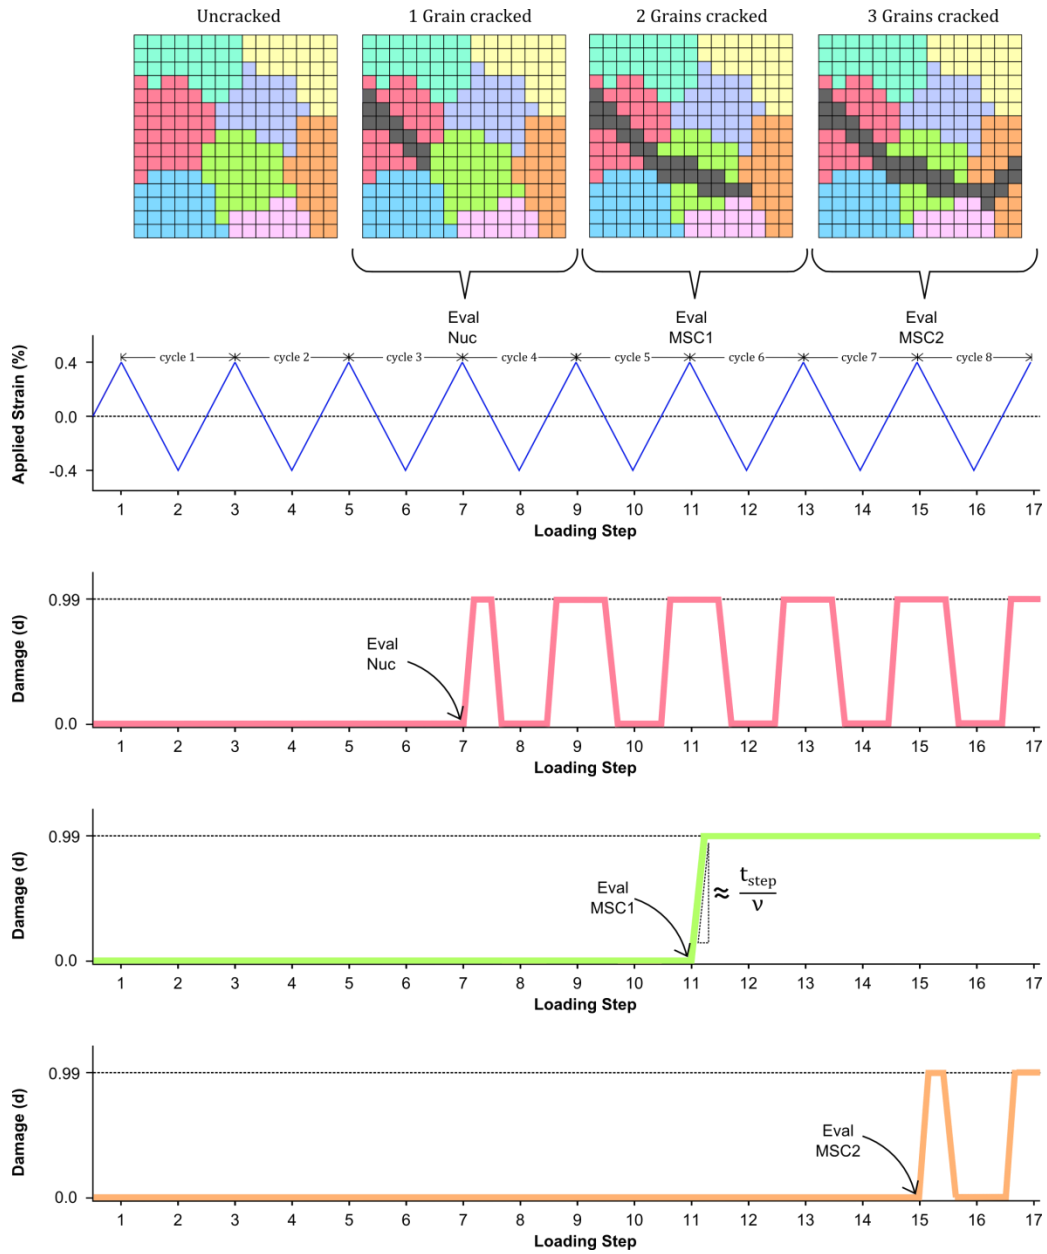 Uncracked
1 Grain cracked
2 Grains cracked
3 Grains cracked
Eval
Nuc
Eval
MSC1
Eval
MSC2
Applied Strain (%)
0.4
0.0
-0.4
cycle 1
cycle 2
cycle 3
cycle 4
cycle 5
cycle 6
cycle 7
cycle 8
1 2 3 4 5 6 7 8 9 10 11 12 13 14 15 16 17
Loading Step
Damage (d)
0.99
0.0
Eval
Nuc
1 2 3 4 5 6 7 8 9 10 11 12 13 14 15 16 17
Loading Step
Damage (d)
0.99
0.0
Eval
MSC1
≈ t_step / ν
1 2 3 4 5 6 7 8 9 10 11 12 13 14 15 16 17
Loading Step
Damage (d)
0.99
0.0
Eval
MSC2
1 2 3 4 5 6 7 8 9 10 11 12 13 14 15 16 17
Loading Step